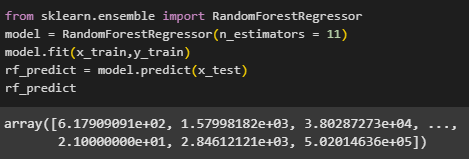 from sklearn.ensemble import RandomForestRegressor
model = RandomForestRegressor(n_estimators = 11)
model.fit(x_train,y_train)
rf_predict = model.predict(x_test)
rf_predict
array([6.17909091e+02, 1.57998182e+03, 3.80287273e+04, ...,
2.10000000e+01, 2.84612121e+03, 5.02014636e+05])